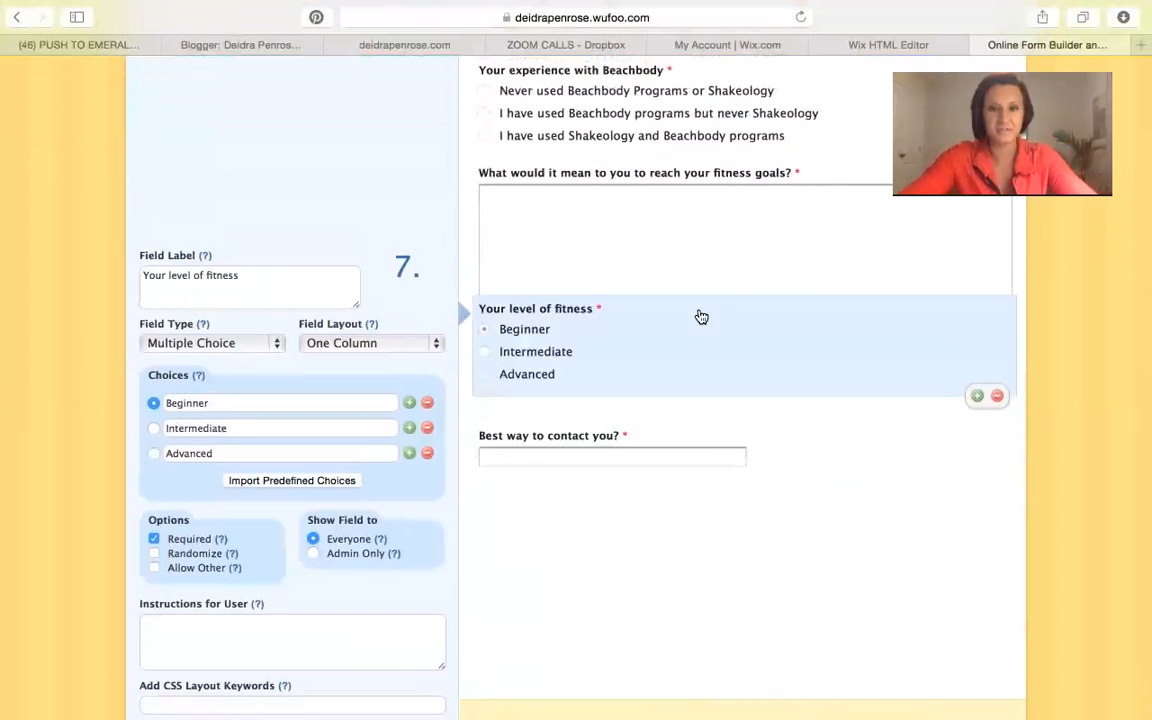 deidrapenrose.wufoo.com
(46) PUSH TO EMERAL... Blogger: Deidra Penros... deidrapenrose.com ZOOM CALLS - Dropbox My Account | Wix.com Wix HTML Editor Online Form Builder an...
Your experience with Beachbody *
Never used Beachbody Programs or Shakeology
I have used Beachbody programs but never Shakeology
I have used Shakeology and Beachbody programs
What would it mean to you to reach your fitness goals? *
Your level of fitness *
Beginner
Intermediate
Advanced
Best way to contact you? *
Field Label (?)
7.
Your level of fitness
Field Type (?) Field Layout (?)
Multiple Choice One Column
Choices (?)
Beginner
Intermediate
Advanced
Import Predefined Choices
Options Show Field to
Required (?) Everyone (?)
Randomize (?) Admin Only (?)
Allow Other (?)
Instructions for User (?)
Add CSS Layout Keywords (?)